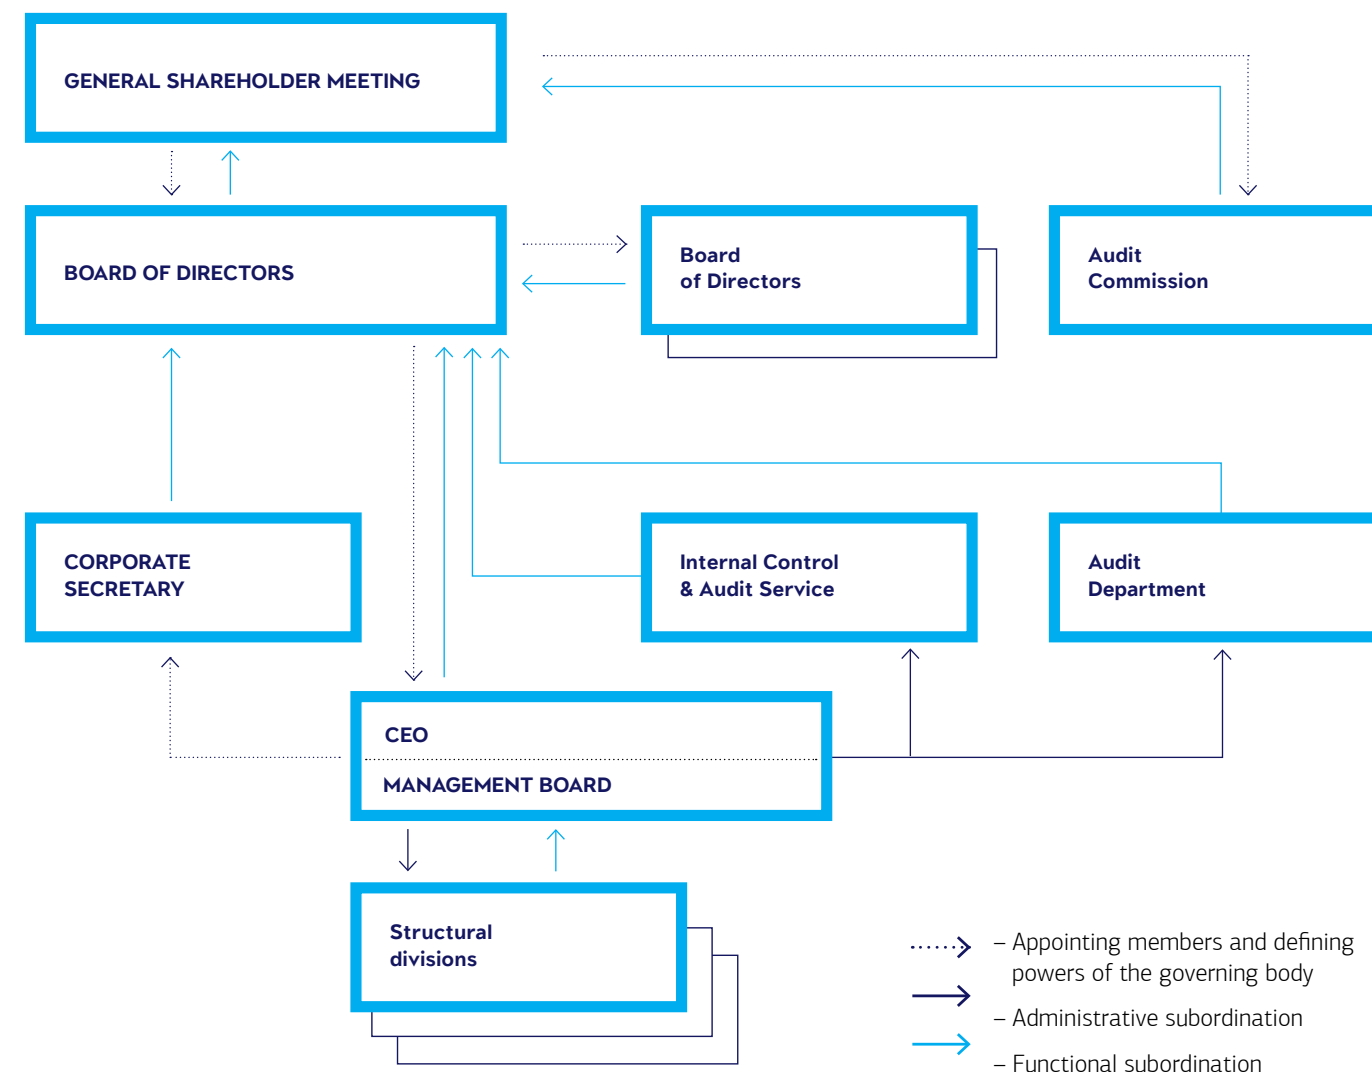 GENERAL SHAREHOLDER MEETING
BOARD OF DIRECTORS
Board
of Directors
Audit
Commission
CORPORATE
SECRETARY
Internal Control
& Audit Service
Audit
Department
CEO
MANAGEMENT BOARD
Structural
divisions
– Appointing members and defining
powers of the governing body
– Administrative subordination
– Functional subordination